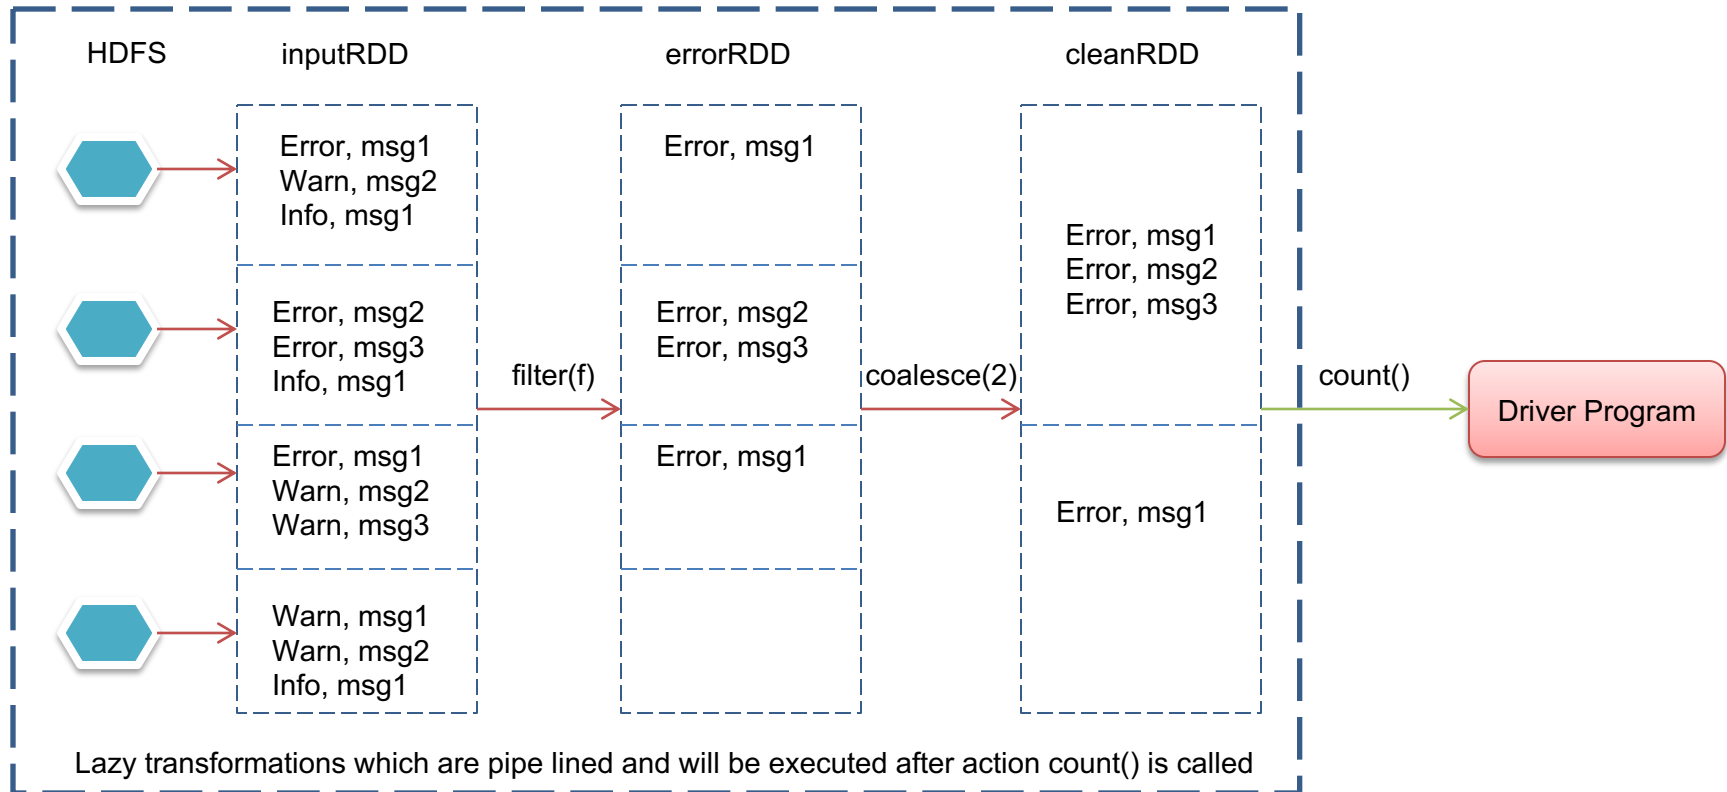 HDFS
inputRDD
errorRDD
cleanRDD
Error, msg1
Warn, msg2
Info, msg1
Error, msg2
Error, msg3
Info, msg1
Error, msg1
Warn, msg2
Warn, msg3
Warn, msg1
Warn, msg2
Info, msg1
filter(f)
Error, msg1
Error, msg2
Error, msg3
Error, msg1
coalesce(2)
Error, msg1
Error, msg2
Error, msg3
Error, msg1
count()
Driver Program
Lazy transformations which are pipe lined and will be executed after action count() is called